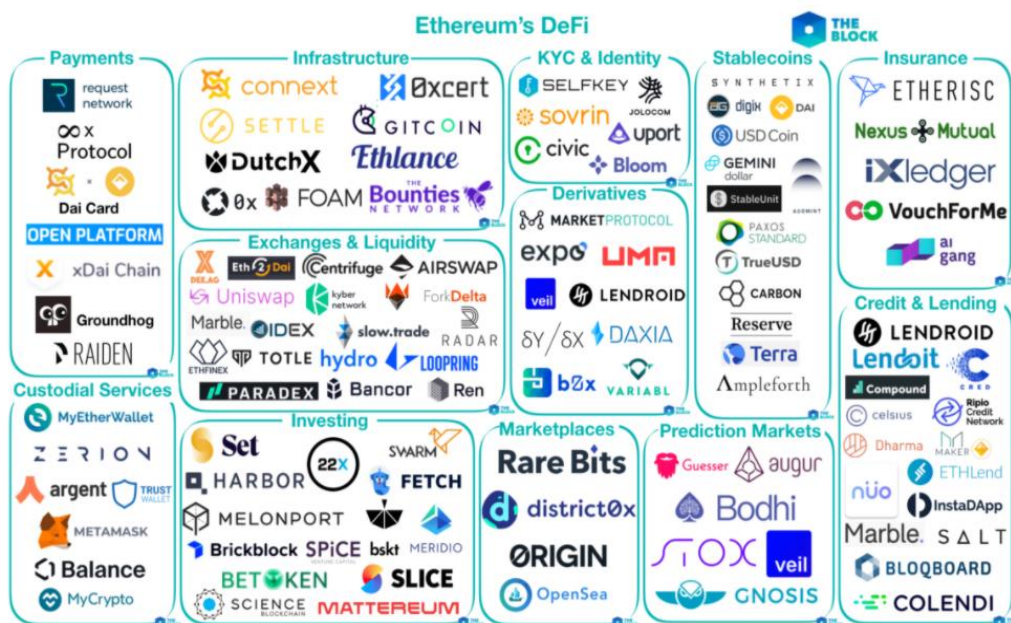 Ethereum's DeFi
THE BLOCK
Payments
request network
x Protocol
Dai Card
OPEN PLATFORM
xDai Chain
Groundhog
RAIDEN
Infrastructure
connext
0xcert
SETTLE
GITCOIN
DutchX
Ethlance
0x
FOAM
THE Bounties NETWORK
KYC & Identity
SELFKEY
JOLOCOM
sovrin
uport
civic
Bloom
Stablecoins
SYNTHETIX
DG digix
DAI
USD Coin
GEMINI dollar
StableUnit
PAXOS STANDARD
TrueUSD
CARBON
Reserve
Terra
Ampleforth
Insurance
ETHERISC
Nexus Mutual
iXledger
VouchForMe
ai gang
Exchanges & Liquidity
DEX.AG
Eth2Dai
Centrifuge
AIRSWAP
Uniswap
kyber network
ForkDelta
Marble.
IDEX
slow.trade
RADAR
ETHFINEX
TOTLE
hydro
LOOPRING
PARADEX
Bancor
Ren
Derivatives
MARKETPROTOCOL
expo
UMA
veil
LENDROID
δY/δX
DAXIA
b0x
VARIABL
Credit & Lending
LENDROID
Lendoit
CRED
Compound
celsius
Ripio Credit Network
Dharma
MAKER
ETHLend
nüo
InstaDApp
Marble.
SALT
BLOQBOARD
COLENDI
Custodial Services
MyEtherWallet
ZERION
argent
TRUST WALLET
METAMASK
Balance
MyCrypto
Investing
Set
22X
SWARM
HARBOR
FETCH
MELONPORT
Brickblock
SPiCE
bskt
MERIDIO
BETOKEN
SLICE
SCIENCE BLOCKCHAIN
MATTEREUM
Marketplaces
Rare Bits
district0x
ORIGIN
OpenSea
Prediction Markets
Guesser
augur
Bodhi
STOX
veil
GNOSIS